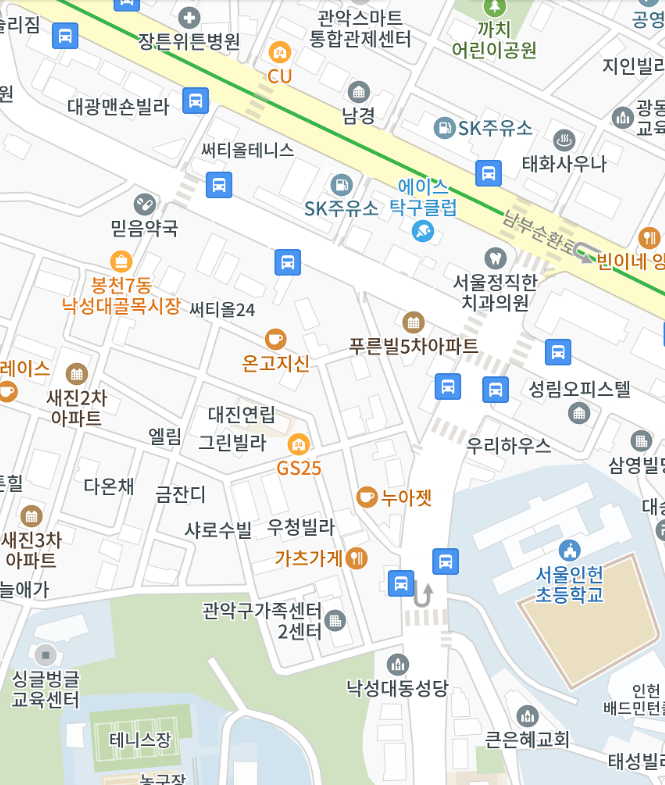 장튼위튼병원
관악스마트
통합관제센터
까치
어린이공원
공영
CU
지인빌라
대광맨숀빌라
남경
SK주유소
광동
교육
원
써티올테니스
태화사우나
SK주유소
에이스
탁구클럽
믿음약국
남부순환로
빈이네 양
서울정직한
치과의원
봉천7동
낙성대골목시장
써티올24
푸른빌5차아파트
온고지신
레이스
새진2차
아파트
성림오피스텔
대진연립
그린빌라
엘림
GS25
우리하우스
삼영빌딩
튼힐
다온채
금잔디
누아젯
대승
새진3차
아파트
샤로수빌
우청빌라
가츠가게
서울인헌
초등학교
늘애가
관악구가족센터
2센터
싱글벙글
교육센터
낙성대동성당
인헌
배드민턴클
테니스장
큰은혜교회
태성빌라
농구장